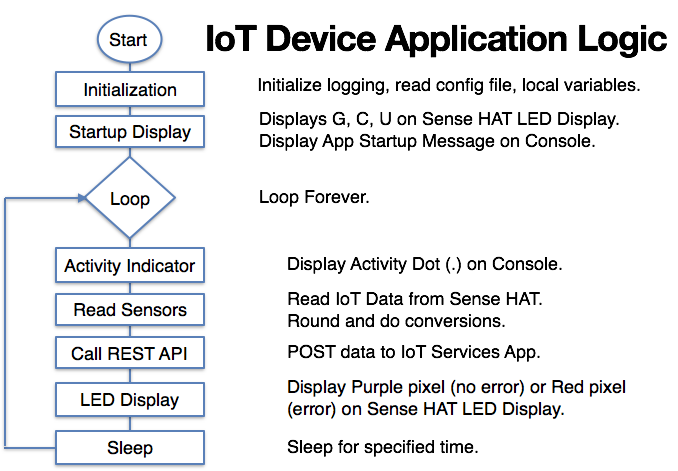 Start
IoT Device Application Logic
Initialization
Initialize logging, read config file, local variables.
Startup Display
Displays G, C, U on Sense HAT LED Display.
Display App Startup Message on Console.
Loop
Loop Forever.
Activity Indicator
Display Activity Dot (.) on Console.
Read Sensors
Read IoT Data from Sense HAT.
Round and do conversions.
Call REST API
POST data to IoT Services App.
LED Display
Display Purple pixel (no error) or Red pixel
(error) on Sense HAT LED Display.
Sleep
Sleep for specified time.